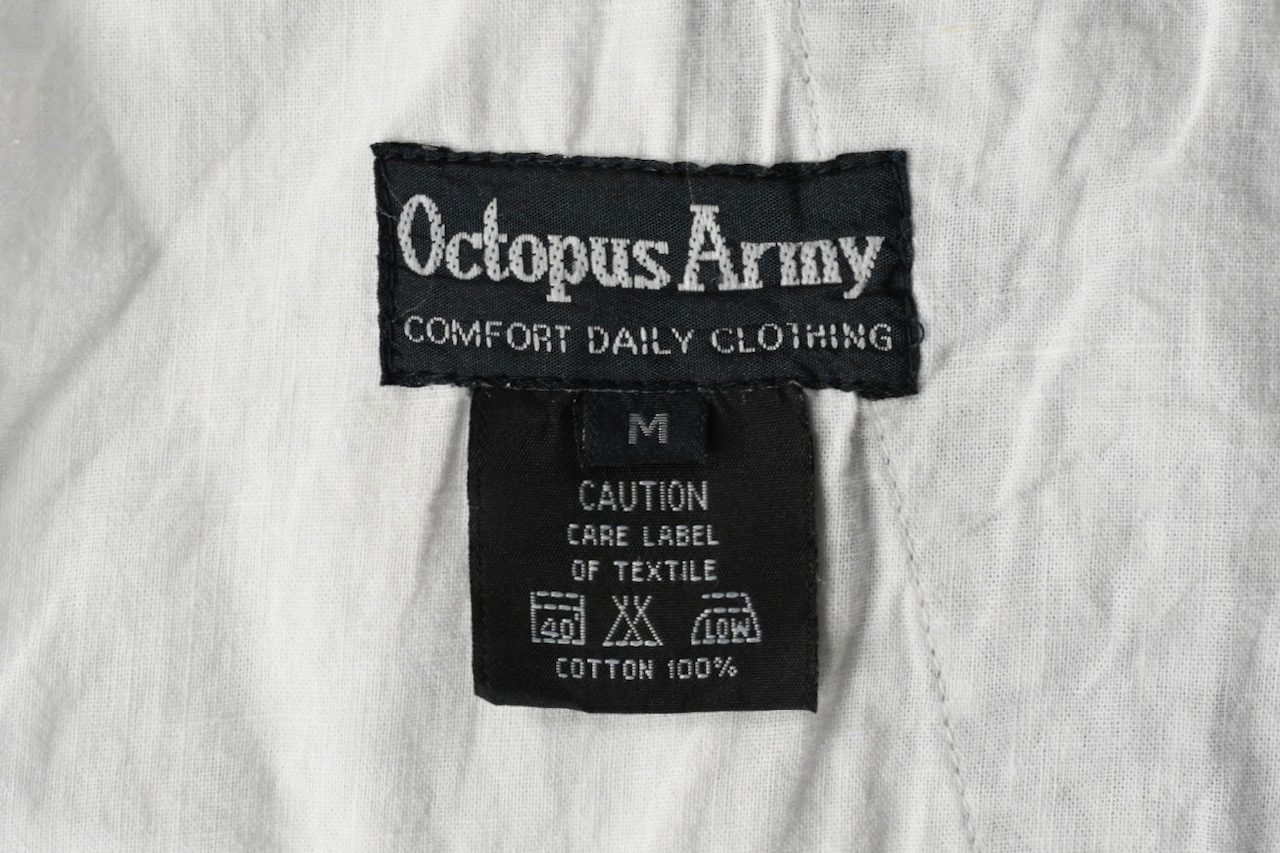 Octopus Army
COMFORT DAILY CLOTHING
M
CAUTION
CARE LABEL
OF TEXTILE
40° LOW
COTTON 100%